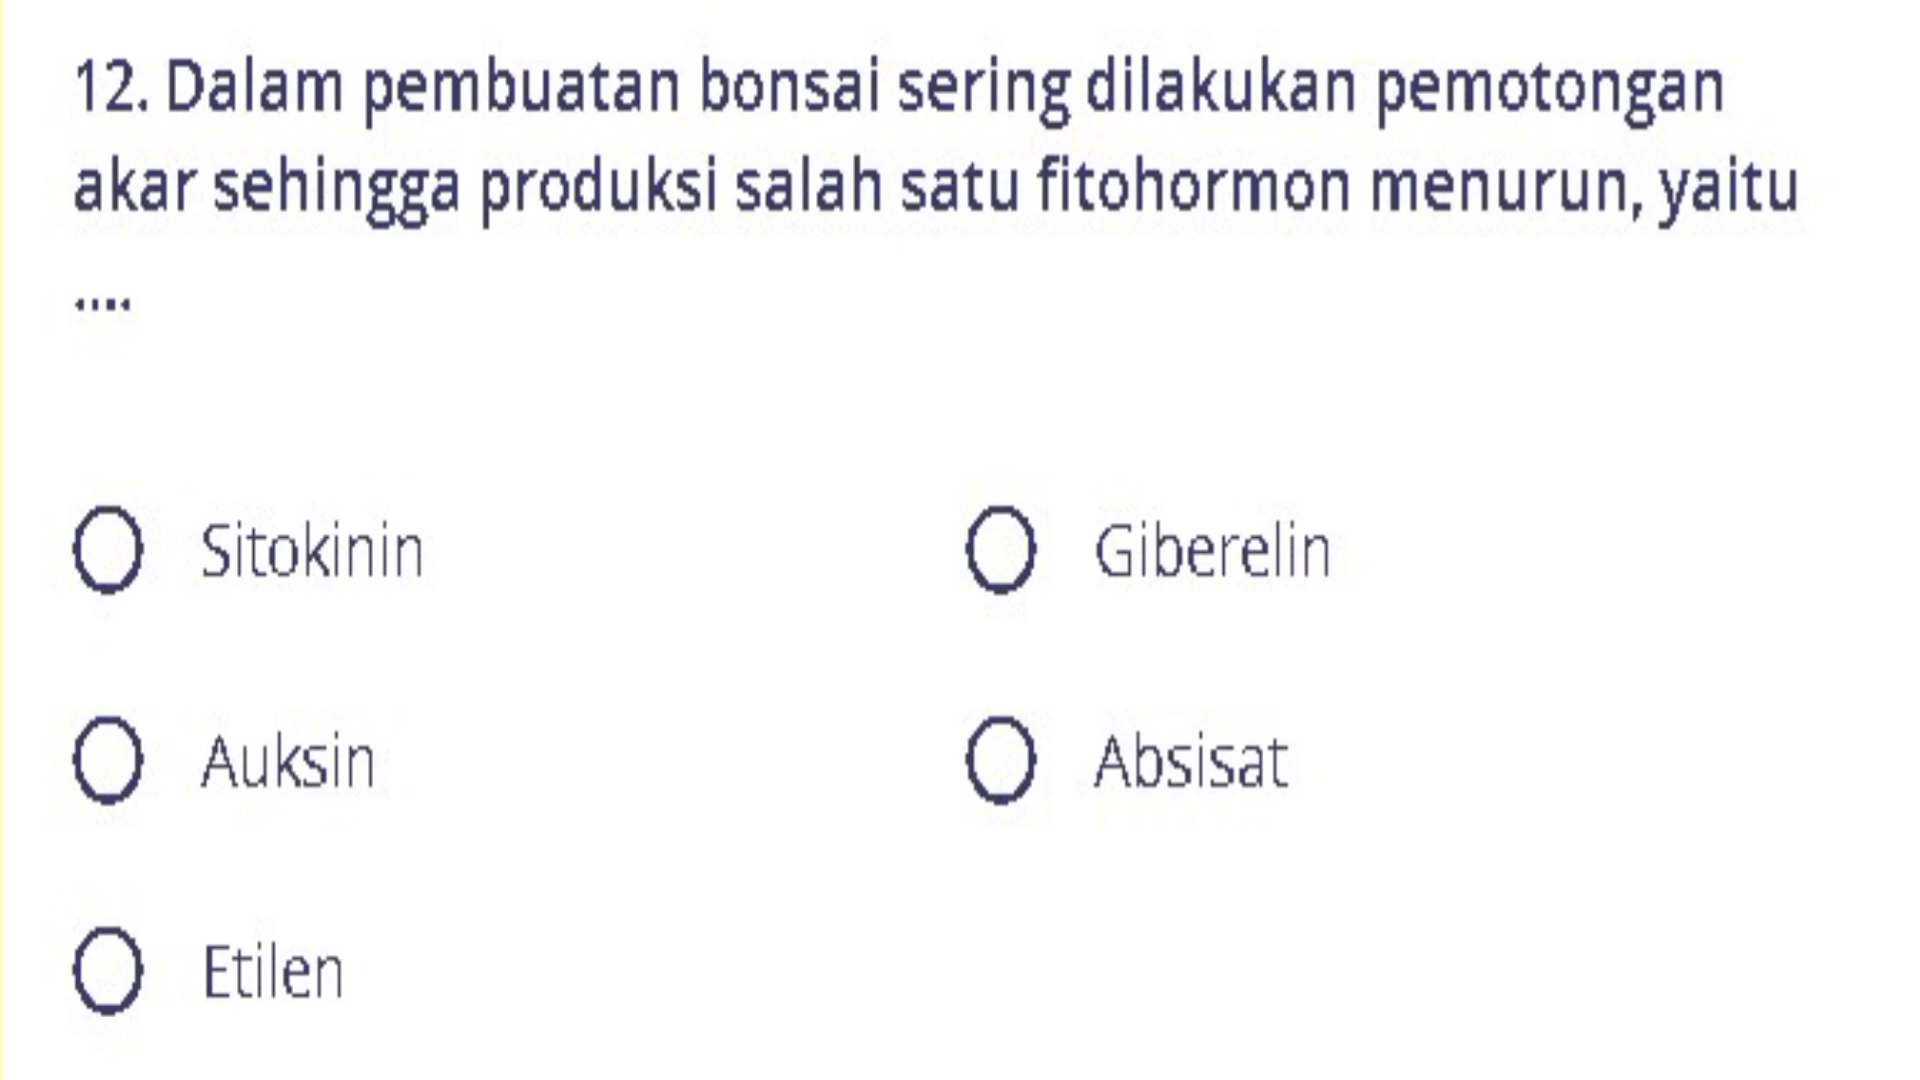 12. Dalam pembuatan bonsai sering dilakukan pemotongan
akar sehingga produksi salah satu fitohormon menurun, yaitu
....
Sitokinin
Giberelin
Auksin
Absisat
Etilen